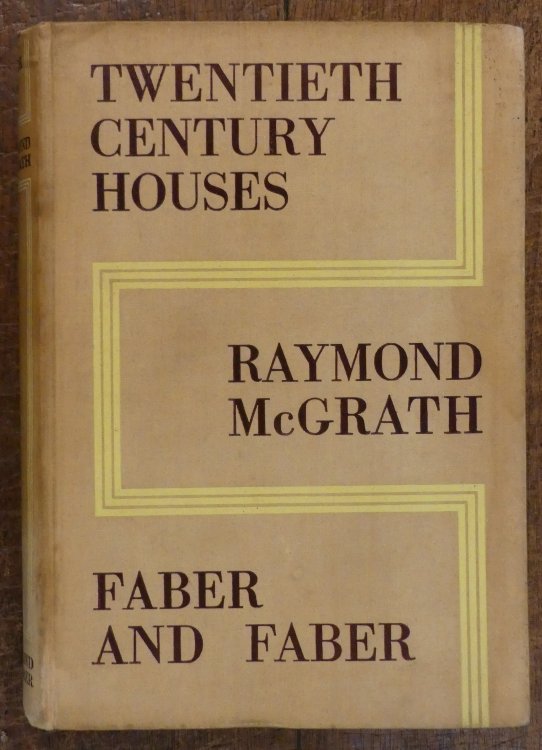 TWENTIETH
CENTURY
HOUSES
RAYMOND
McGRATH
FABER
AND FABER